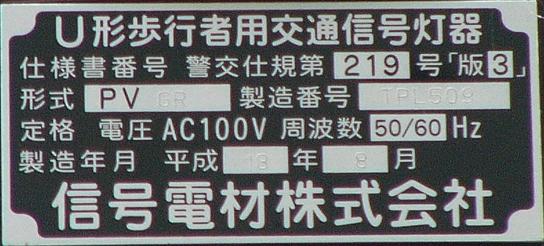 U形歩行者用交通信号灯器
仕様書番号 警交仕規第 219 号「版3」
形式 PV GR 製造番号 TPL509
定格 電圧 AC100V 周波数 50/60 Hz
製造年月 平成 18 年 8 月
信号電材株式会社